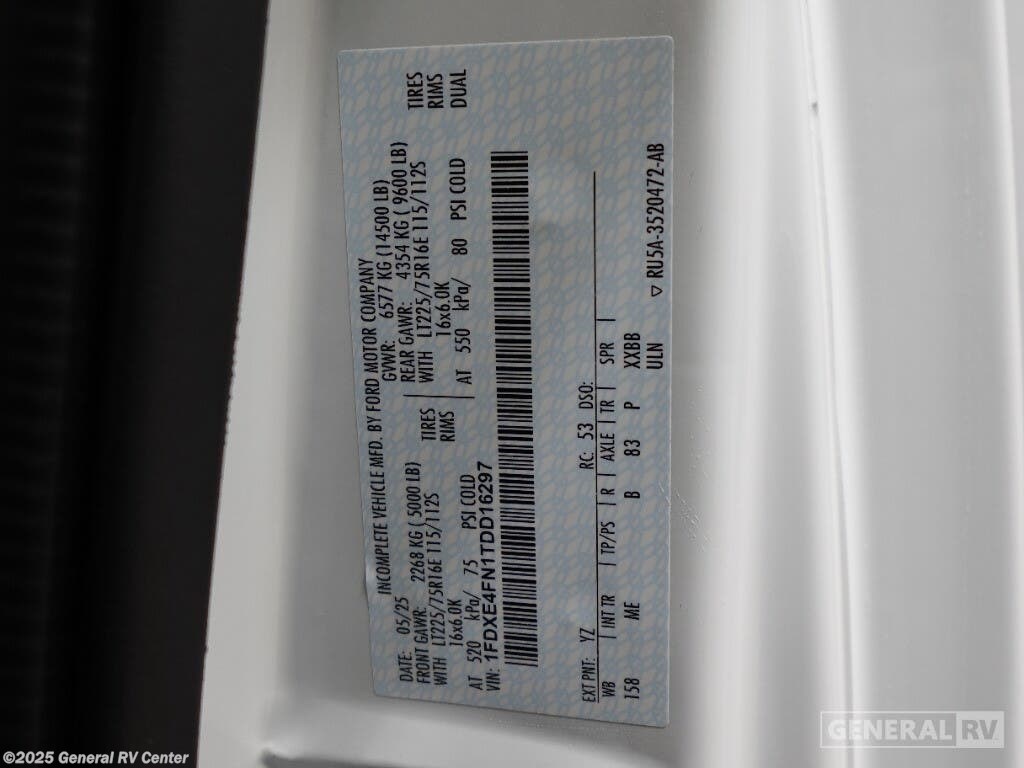 INCOMPLETE VEHICLE MFD. BY FORD MOTOR COMPANY
DATE: 05/25 GVWR: 6577 KG (14500 LB)
FRONT GAWR: 2268 KG (5000 LB) REAR GAWR: 4354 KG ( 9600 LB)
WITH LT225/75R16E 115/112S TIRES WITH LT225/75R16E 115/112S TIRES
16x6.0K RIMS 16x6.0K RIMS
AT 520 kPa/ 75 PSI COLD AT 550 kPa/ 80 PSI COLD DUAL
VIN: 1FDXE4FN1TDD16297
EXT PNT: YZ RC: 53 DSO:
WB INT TR TP/PS R AXLE TR SPR
158 ME B 83 P XXBB
ULN ▽ RU5A-3520472-AB
GENERAL RV
©2025 General RV Center